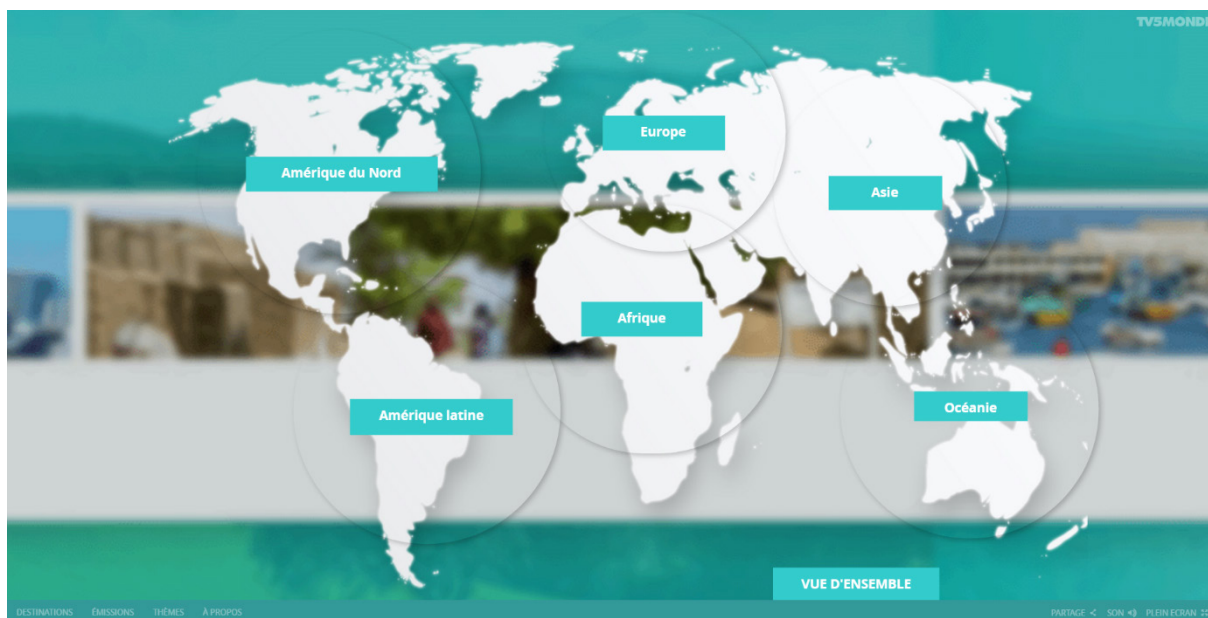 TV5MONDE
Europe
Amérique du Nord
Asie
Afrique
Océanie
Amérique latine
VUE D'ENSEMBLE
DESTINATIONS ÉMISSIONS THÈMES À PROPOS PARTAGE SON PLEIN ECRAN